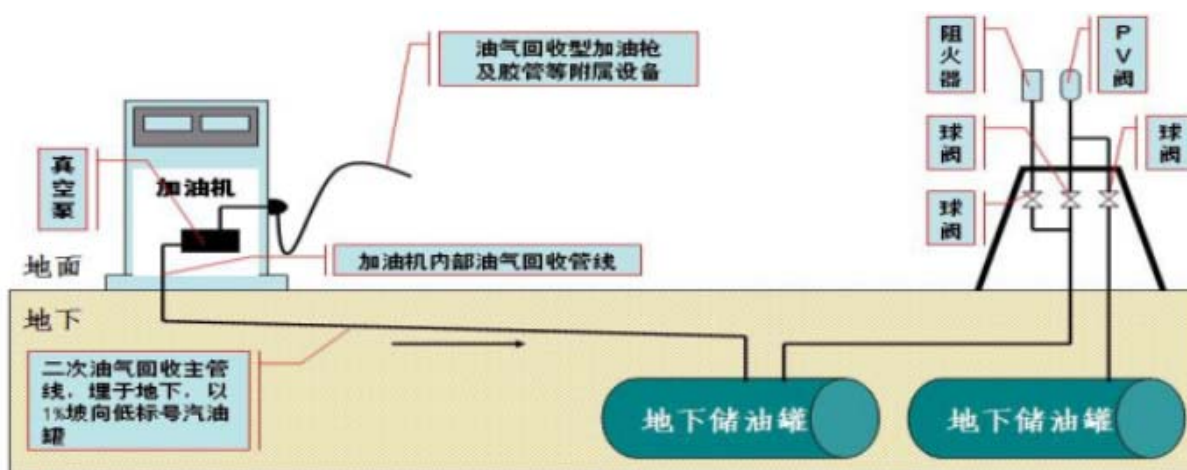 油气回收型加油枪
及胶管等附属设备
阻火器
PV阀
真空泵
加油机
球阀
球阀
球阀
加油机内部油气回收管线
地面
地下
二次油气回收主管
线，埋于地下，以
1%坡向低标号汽油
罐
地下储油罐
地下储油罐